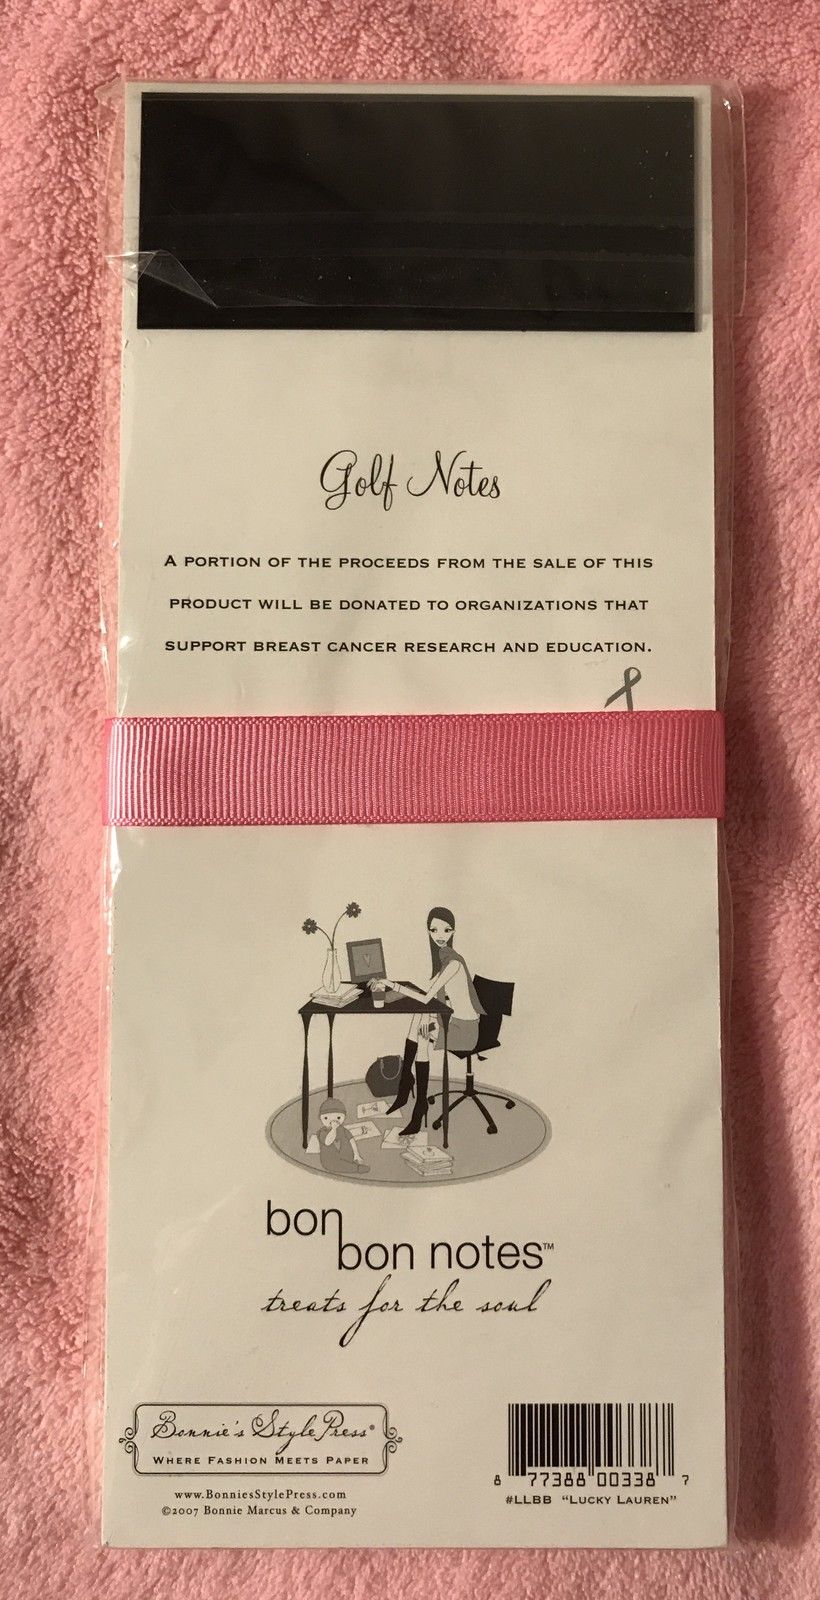 Golf Notes
A PORTION OF THE PROCEEDS FROM THE SALE OF THIS
PRODUCT WILL BE DONATED TO ORGANIZATIONS THAT
SUPPORT BREAST CANCER RESEARCH AND EDUCATION.
bon
bon notes™
treats for the soul
Bonnie's StylePress®
WHERE FASHION MEETS PAPER
www.BonniesStylePress.com
©2007 Bonnie Marcus & Company
8 77388 00338 7
#LLBB "LUCKY LAUREN"